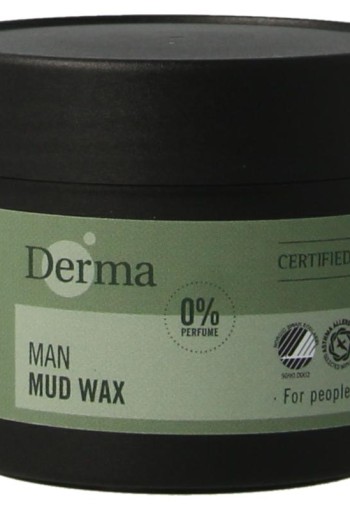 Derma
CERTIFIED
0%
PERFUME
MAN
MUD WAX
· For people